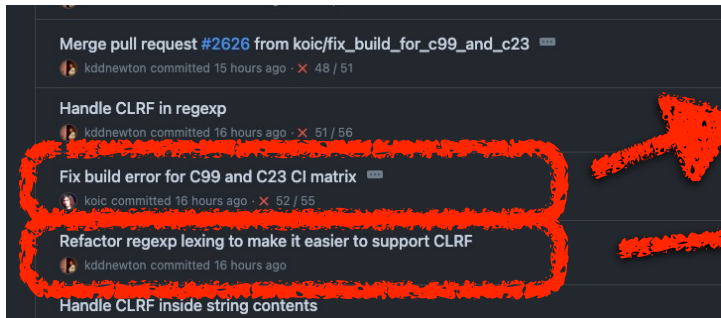 Merge pull request #2626 from koic/fix_build_for_c99_and_c23
kddnewton committed 15 hours ago · × 48 / 51
Handle CLRF in regexp
kddnewton committed 16 hours ago · × 51 / 56
Fix build error for C99 and C23 CI matrix
koic committed 16 hours ago · × 52 / 55
Refactor regexp lexing to make it easier to support CLRF
kddnewton committed 16 hours ago
Handle CLRF inside string contents